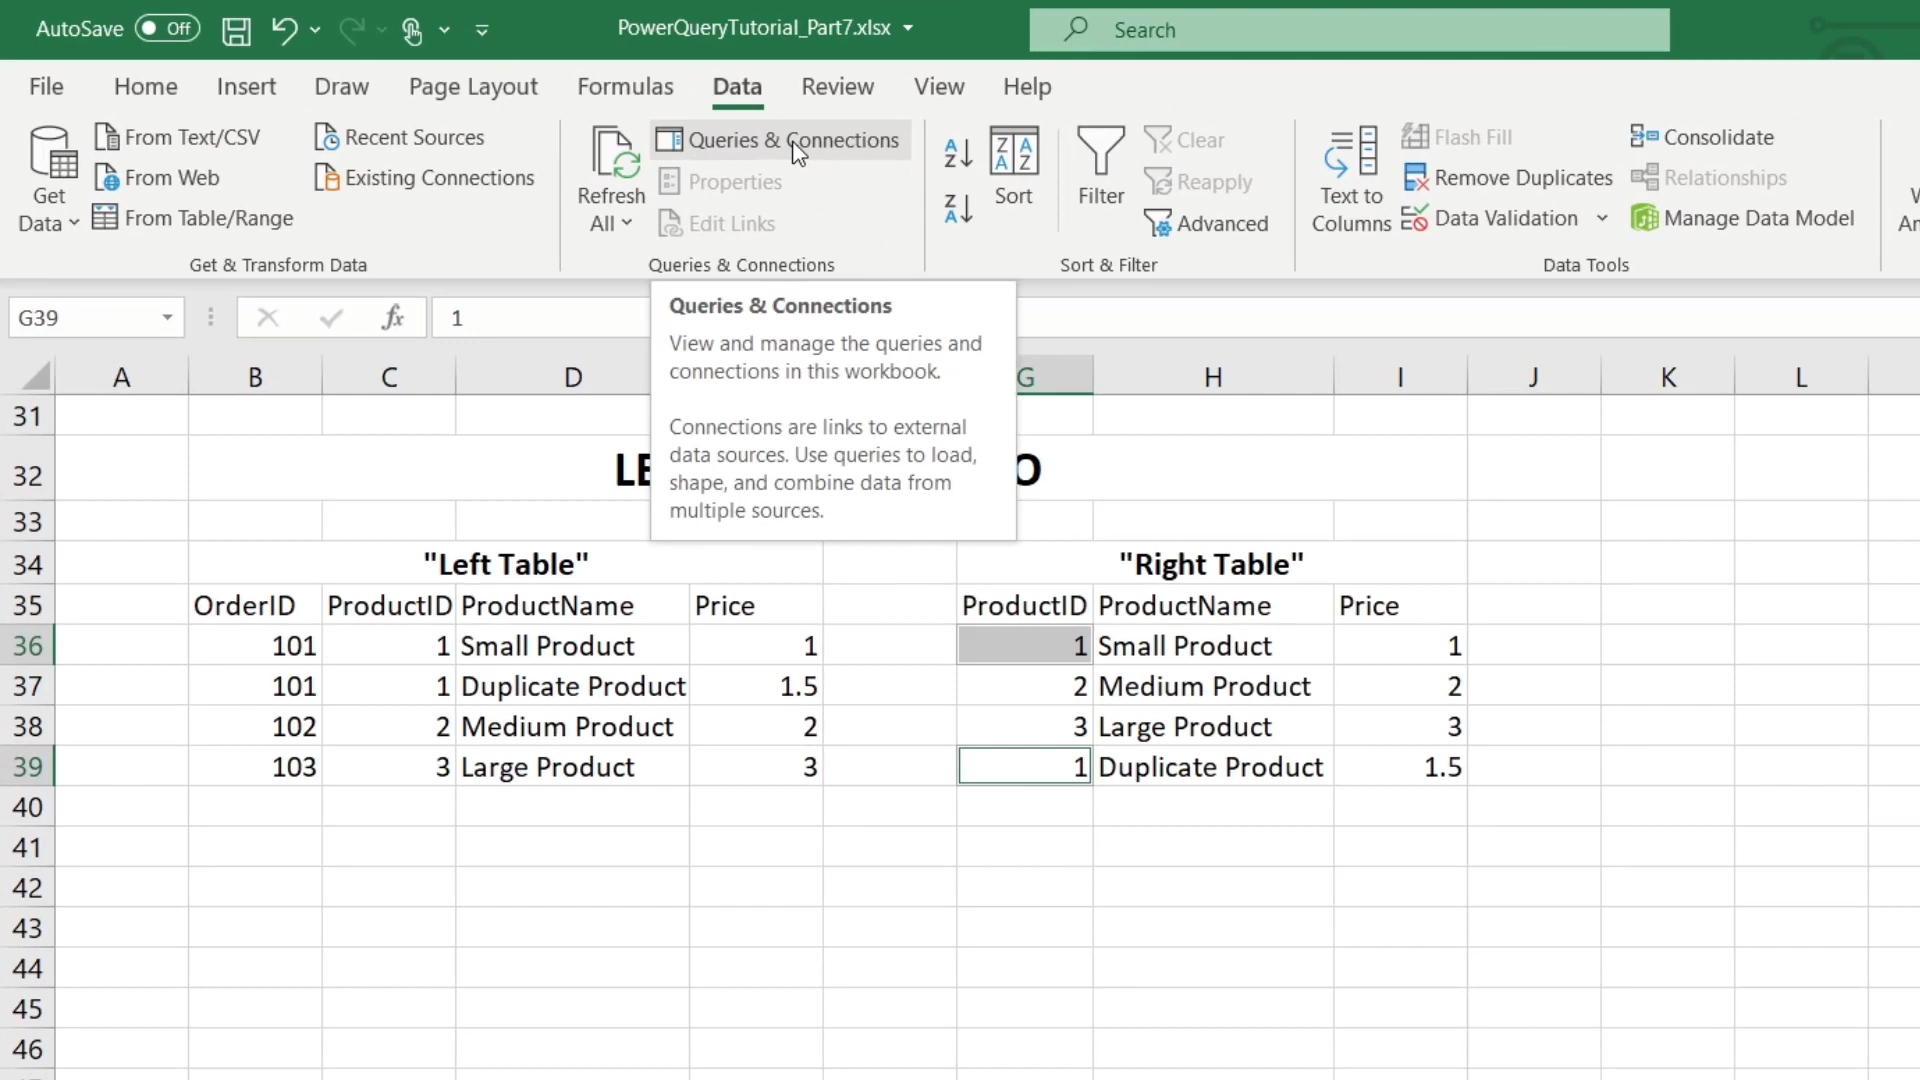 AutoSave Off PowerQueryTutorial_Part7.xlsx Search
File Home Insert Draw Page Layout Formulas Data Review View Help
Get Data
From Text/CSV
From Web
From Table/Range
Recent Sources
Existing Connections
Get & Transform Data
Refresh All
Queries & Connections
Properties
Edit Links
Queries & Connections
Sort
Filter
Clear
Reapply
Advanced
Sort & Filter
Text to Columns
Flash Fill
Remove Duplicates
Data Validation
Consolidate
Relationships
Manage Data Model
Data Tools
G39 fx 1
Queries & Connections
View and manage the queries and
connections in this workbook.
Connections are links to external
data sources. Use queries to load,
shape, and combine data from
multiple sources.
A B C D G H I J K L
31
32
33
34 "Left Table" "Right Table"
35 OrderID ProductID ProductName Price ProductID ProductName Price
36 101 1 Small Product 1 1 Small Product 1
37 101 1 Duplicate Product 1.5 2 Medium Product 2
38 102 2 Medium Product 2 3 Large Product 3
39 103 3 Large Product 3 1 Duplicate Product 1.5
40
41
42
43
44
45
46